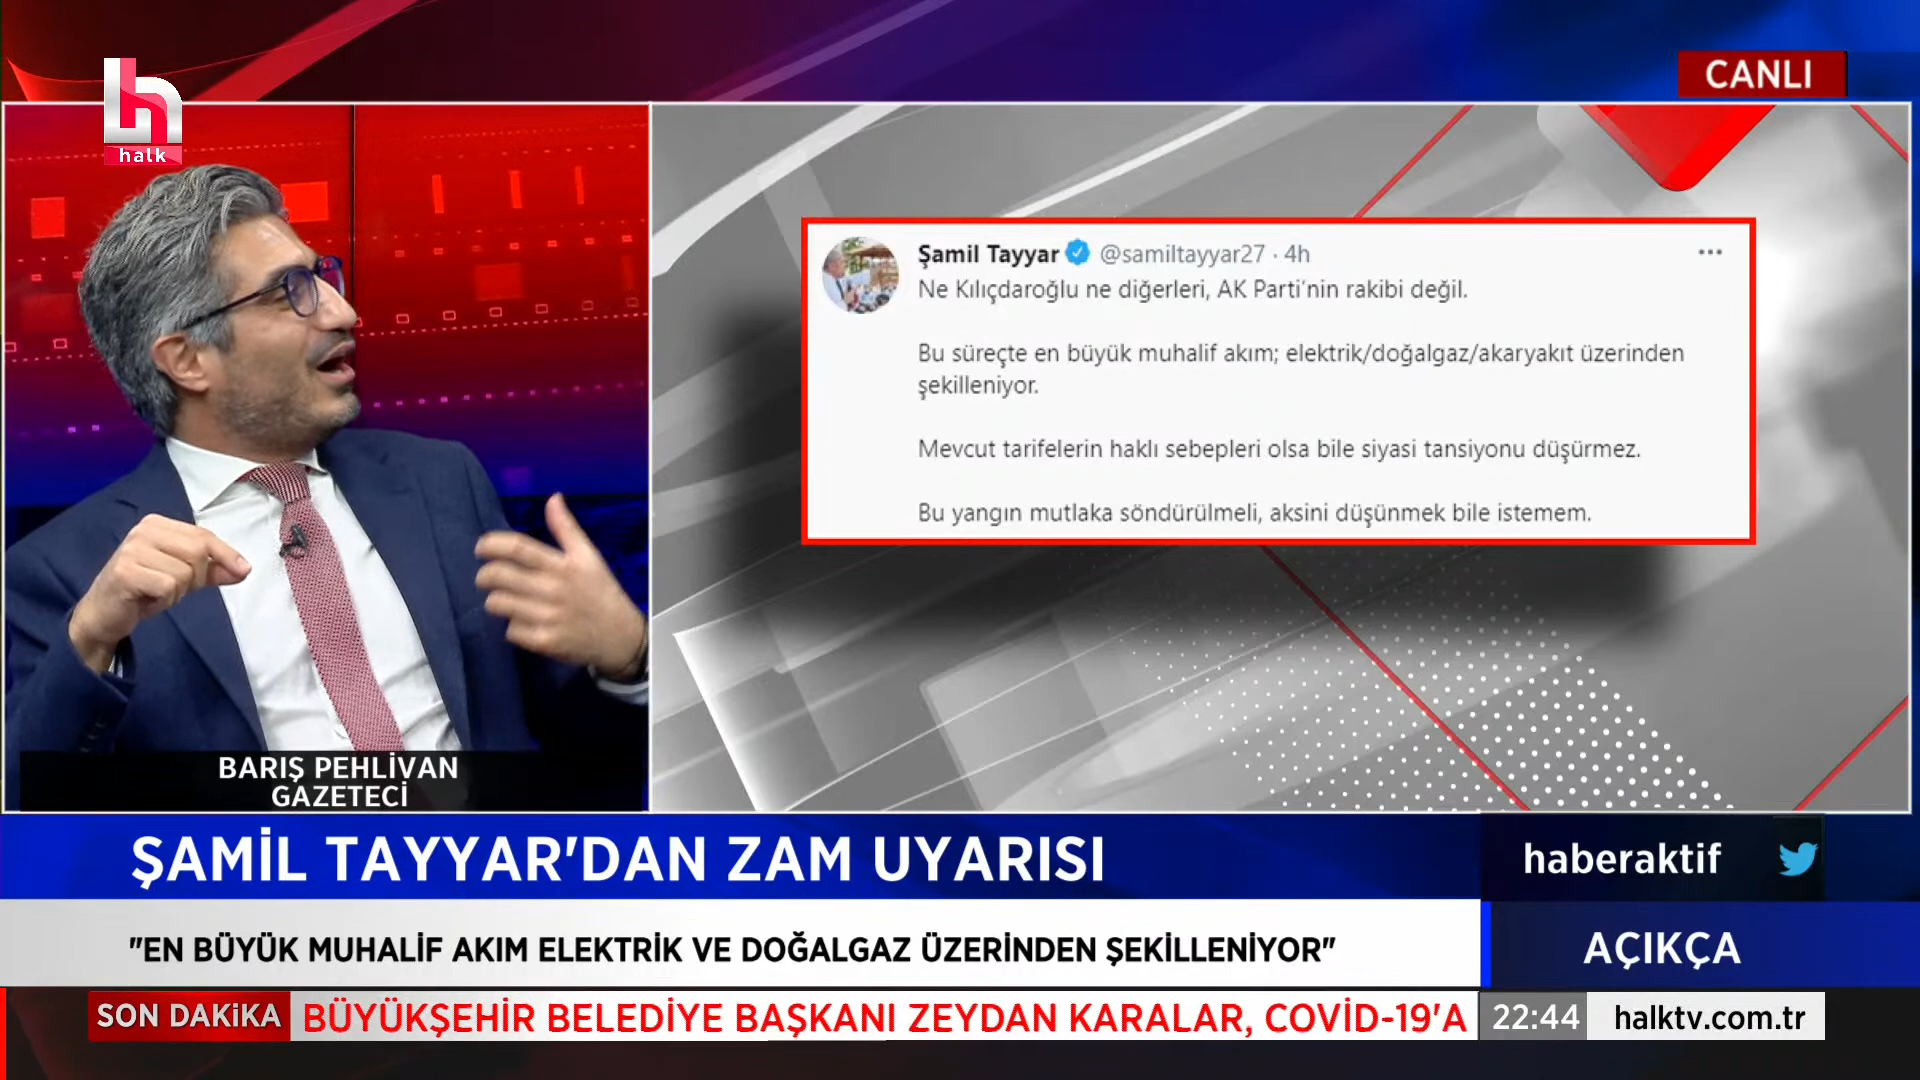 CANLI
h
halk
Şamil Tayyar @samiltayyar27 · 4h
Ne Kılıçdaroğlu ne diğerleri, AK Parti'nin rakibi değil.
Bu süreçte en büyük muhalif akım; elektrik/doğalgaz/akaryakıt üzerinden
şekilleniyor.
Mevcut tarifelerin haklı sebepleri olsa bile siyasi tansiyonu düşürmez.
Bu yangın mutlaka söndürülmeli, aksini düşünmek bile istemem.
BARIŞ PEHLİVAN
GAZETECİ
ŞAMİL TAYYAR'DAN ZAM UYARISI
haberaktif
"EN BÜYÜK MUHALİF AKIM ELEKTRİK VE DOĞALGAZ ÜZERİNDEN ŞEKİLLENİYOR"
AÇIKÇA
SON DAKİKA BÜYÜKŞEHİR BELEDİYE BAŞKANI ZEYDAN KARALAR, COVİD-19'A 22:44 halktv.com.tr